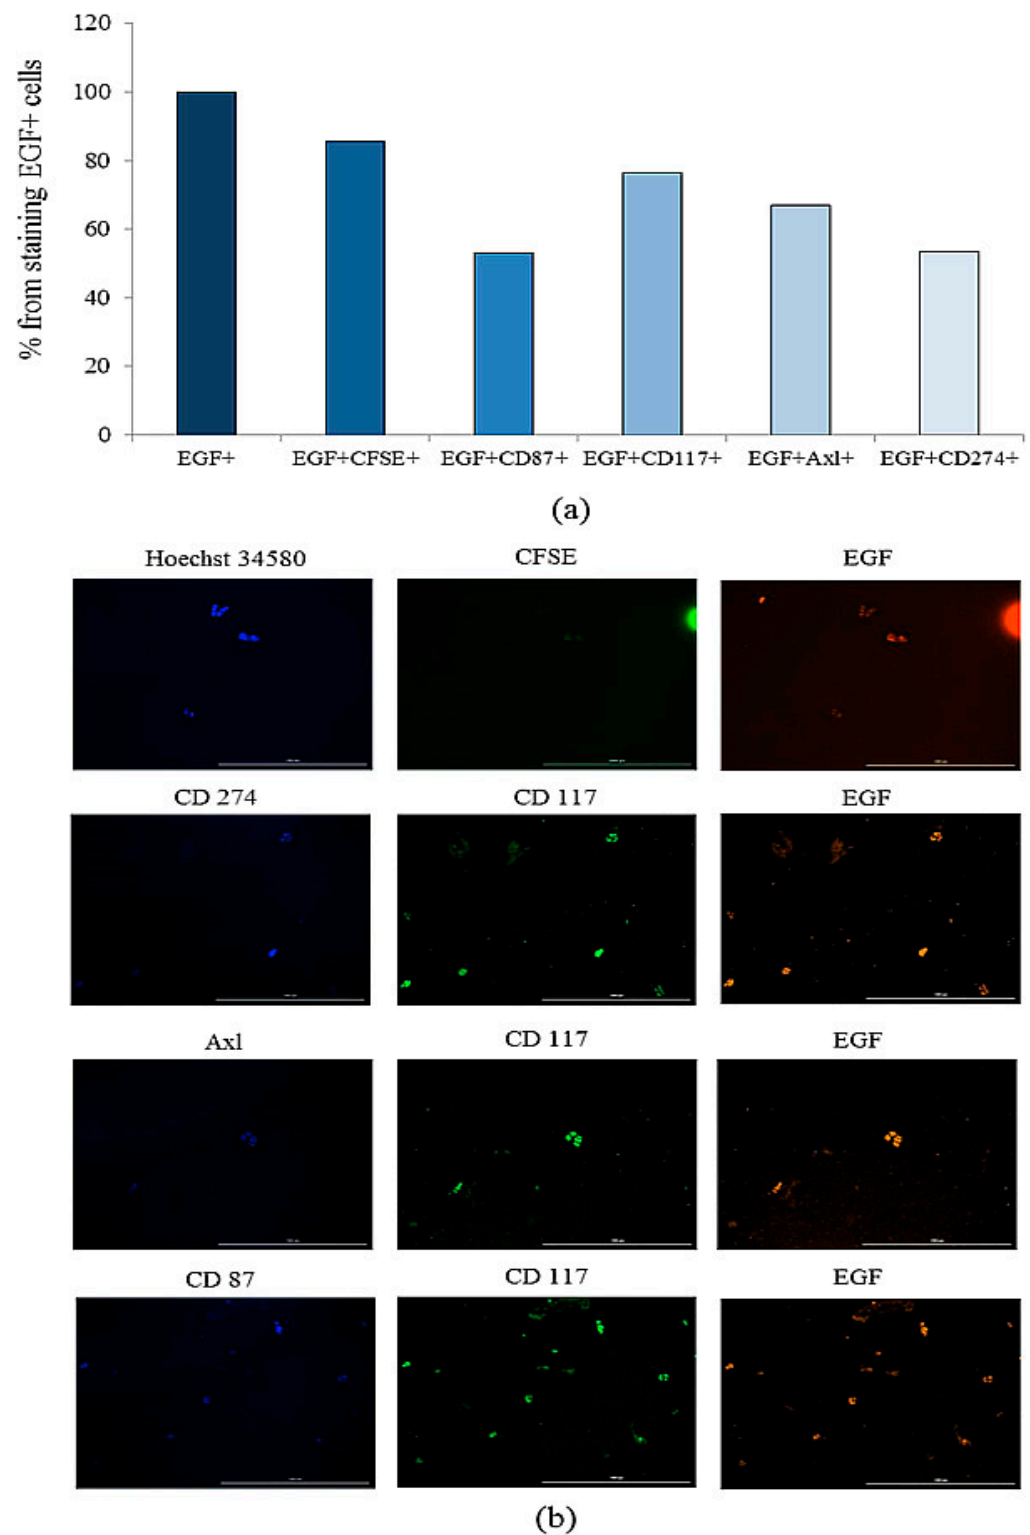 120
100
80
60
40
20
0
% from staining EGF+ cells
EGF+ EGF+CFSE+ EGF+CD87+ EGF+CD117+ EGF+Axl+ EGF+CD274+
(a)
Hoechst 34580 CFSE EGF
CD 274 CD 117 EGF
Axl CD 117 EGF
CD 87 CD 117 EGF
(b)